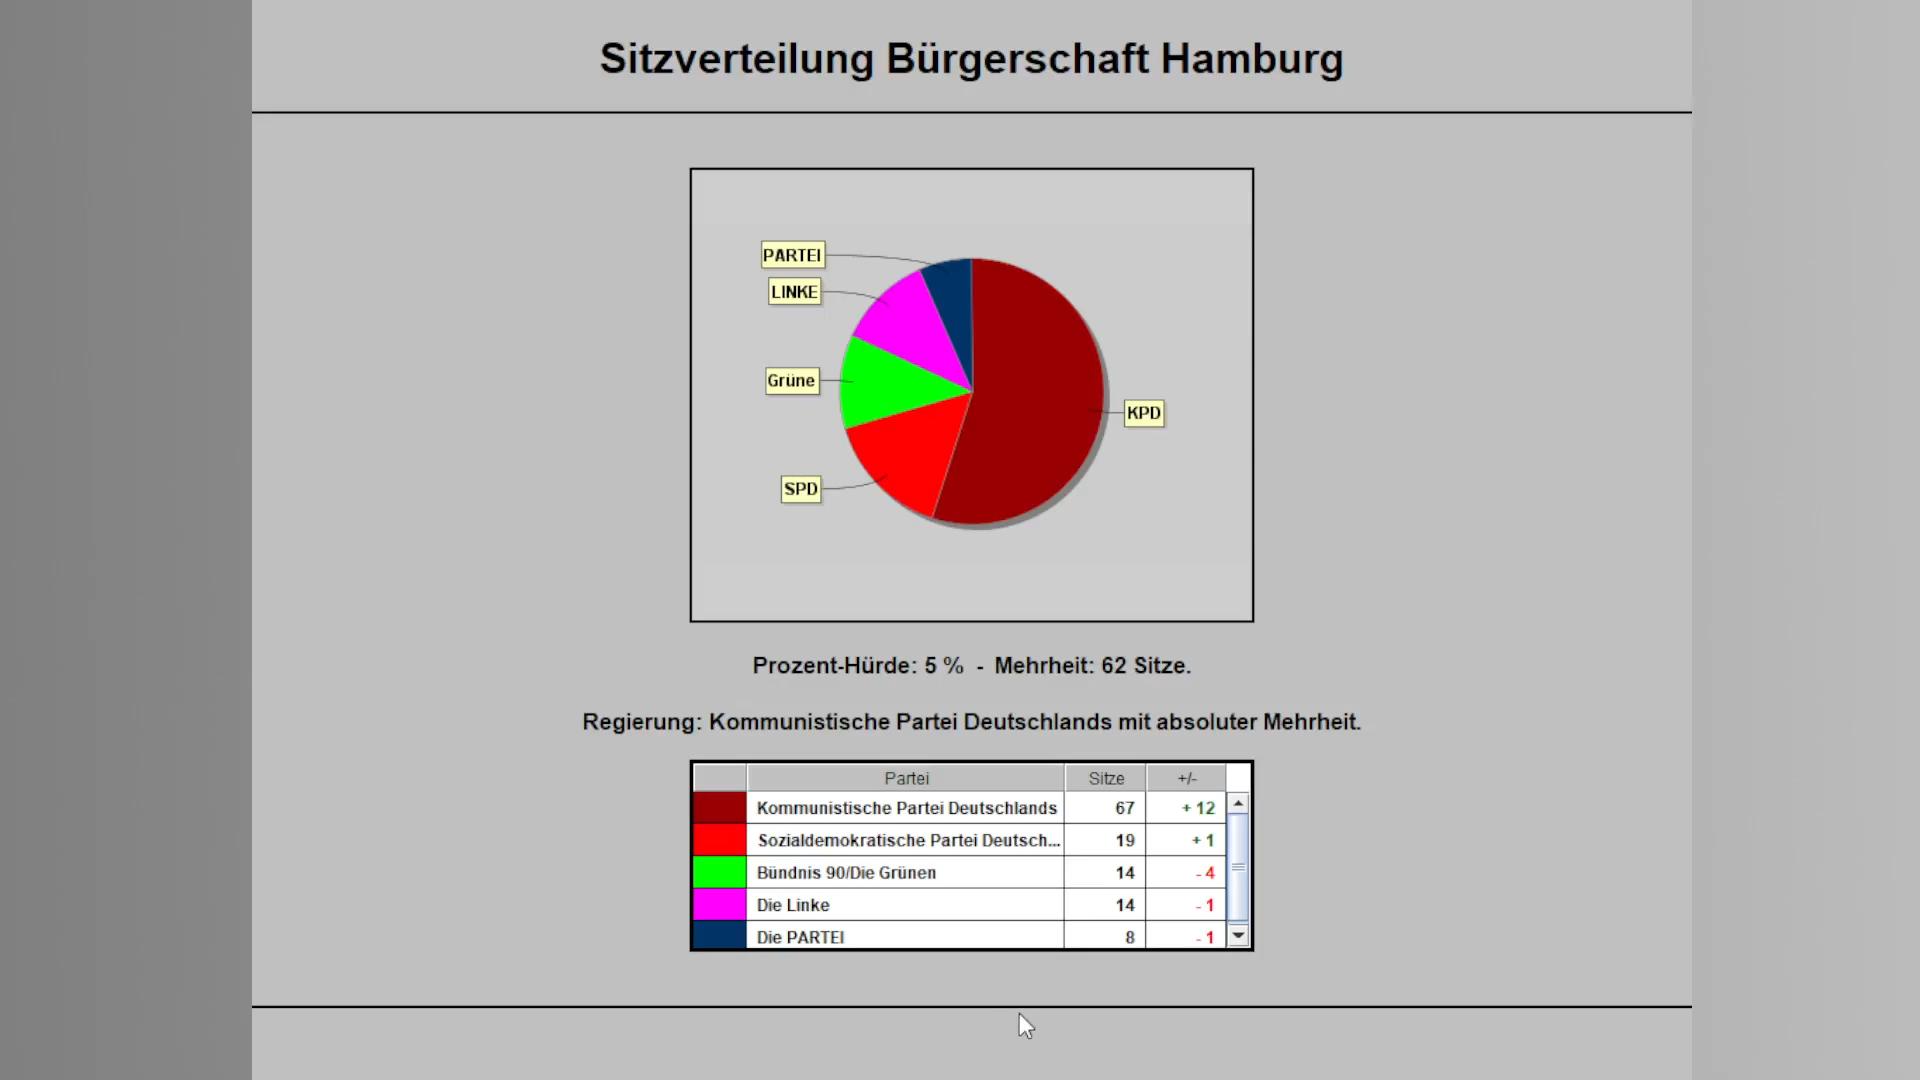 Sitzverteilung Bürgerschaft Hamburg
PARTEI
LINKE
Grüne
KPD
SPD
Prozent-Hürde: 5 % - Mehrheit: 62 Sitze.
Regierung: Kommunistische Partei Deutschlands mit absoluter Mehrheit.
Partei Sitze +/-
Kommunistische Partei Deutschlands 67 + 12
Sozialdemokratische Partei Deutsch... 19 + 1
Bündnis 90/Die Grünen 14 - 4
Die Linke 14 - 1
Die PARTEI 8 - 1